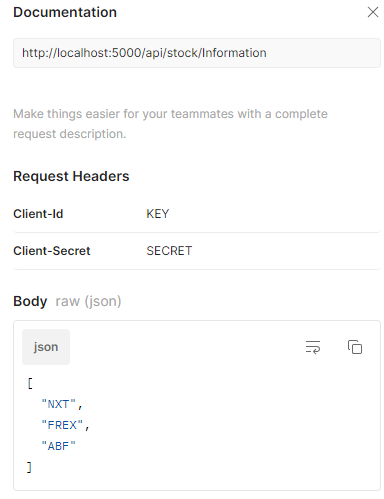 Documentation
http://localhost:5000/api/stock/Information
Make things easier for your teammates with a complete
request description.
Request Headers
Client-Id KEY
Client-Secret SECRET
Body raw (json)
json
[
"NXT",
"FREX",
"ABF"
]